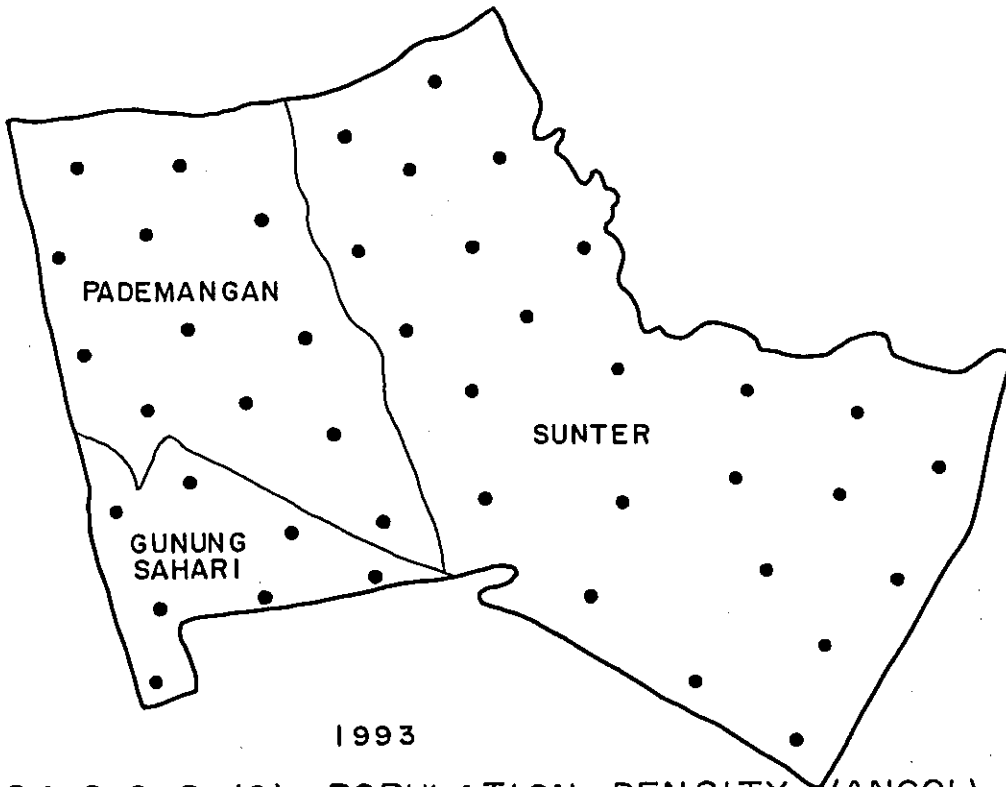 PADEMANGAN
SUNTER
GUNUNG
SAHARI
1993
POPULATION DENSITY (ANCOL)